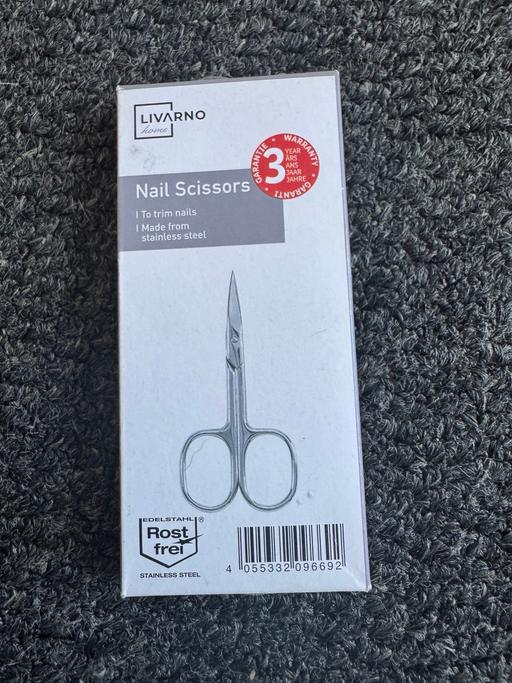 LIVARNO
home
GARANTIE · WARRANTY · GARANTI
3
YEAR
ÅRS
ANS
JAAR
JAHRE
Nail Scissors
| To trim nails
| Made from
stainless steel
EDELSTAHL ®
Rost
frei
STAINLESS STEEL
4 055332 096692